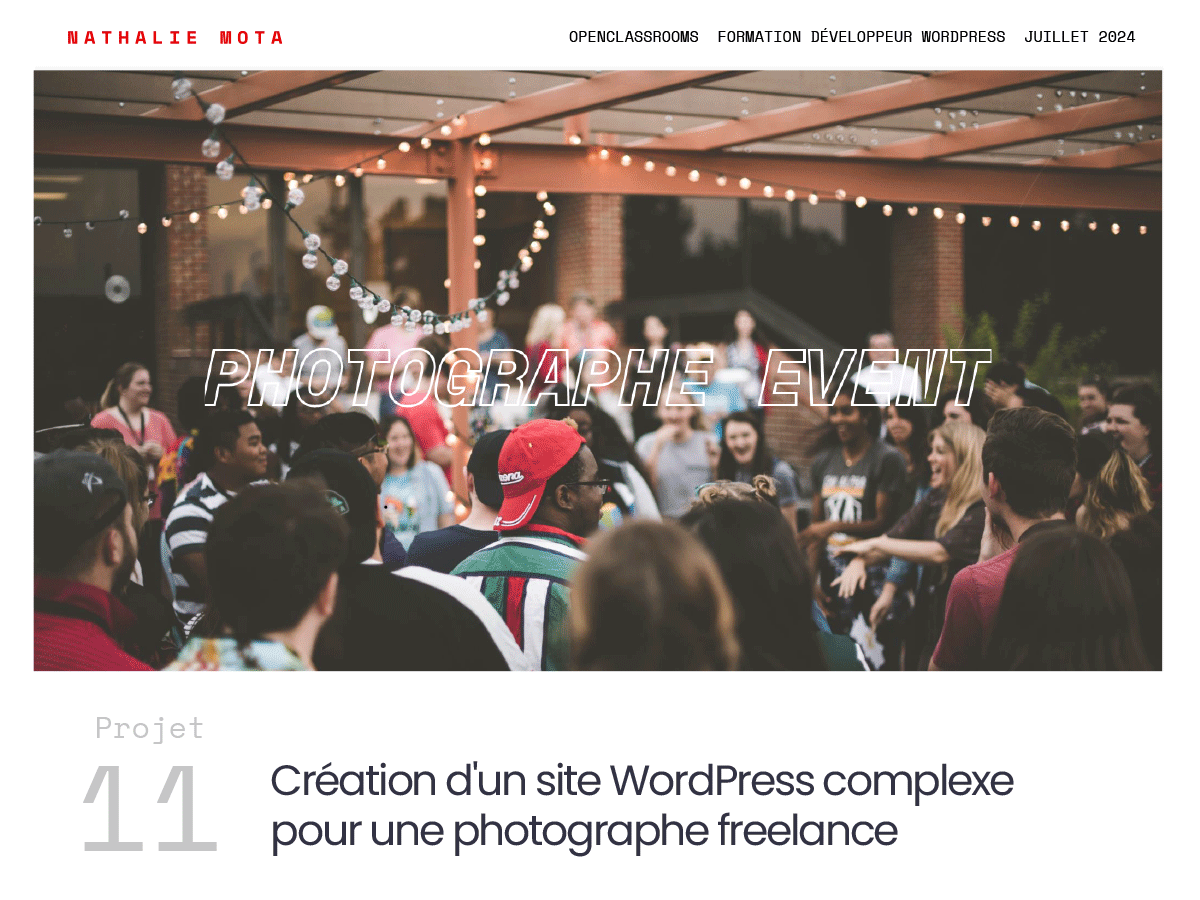 NATHALIE MOTA
OPENCLASSROOMS FORMATION DÉVELOPPEUR WORDPRESS JUILLET 2024
PHOTOGRAPHE EVENT
Projet
11
Création d'un site WordPress complexe
pour une photographe freelance